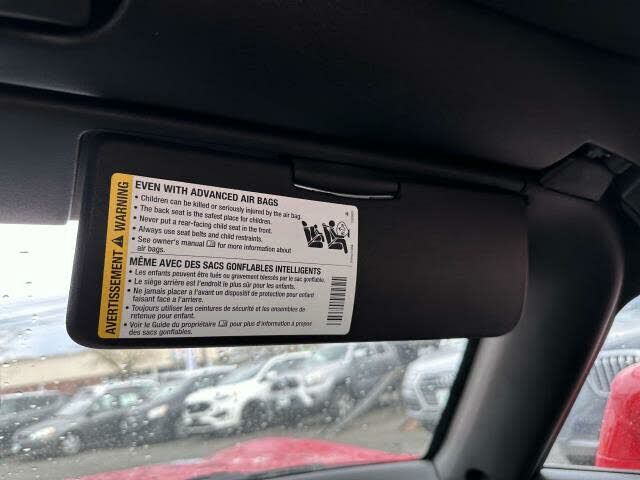 AVERTISSEMENT WARNING
EVEN WITH ADVANCED AIR BAGS
• Children can be killed or seriously injured by the air bag.
• The back seat is the safest place for children.
• Never put a rear-facing child seat in the front.
• Always use seat belts and child restraints.
• See owner's manual for more information about
air bags.
MÊME AVEC DES SACS GONFLABLES INTELLIGENTS
• Les enfants peuvent être tués ou gravement blessés par le sac gonflable.
• Le siège arrière est l'endroit le plus sûr pour les enfants.
• Ne jamais placer à l'avant un dispositif de protection pour enfant
faisant face à l'arrière.
• Toujours utiliser les ceintures de sécurité et les ensembles de
retenue pour enfant.
• Voir le Guide du propriétaire pour plus d'information à propos
des sacs gonflables.